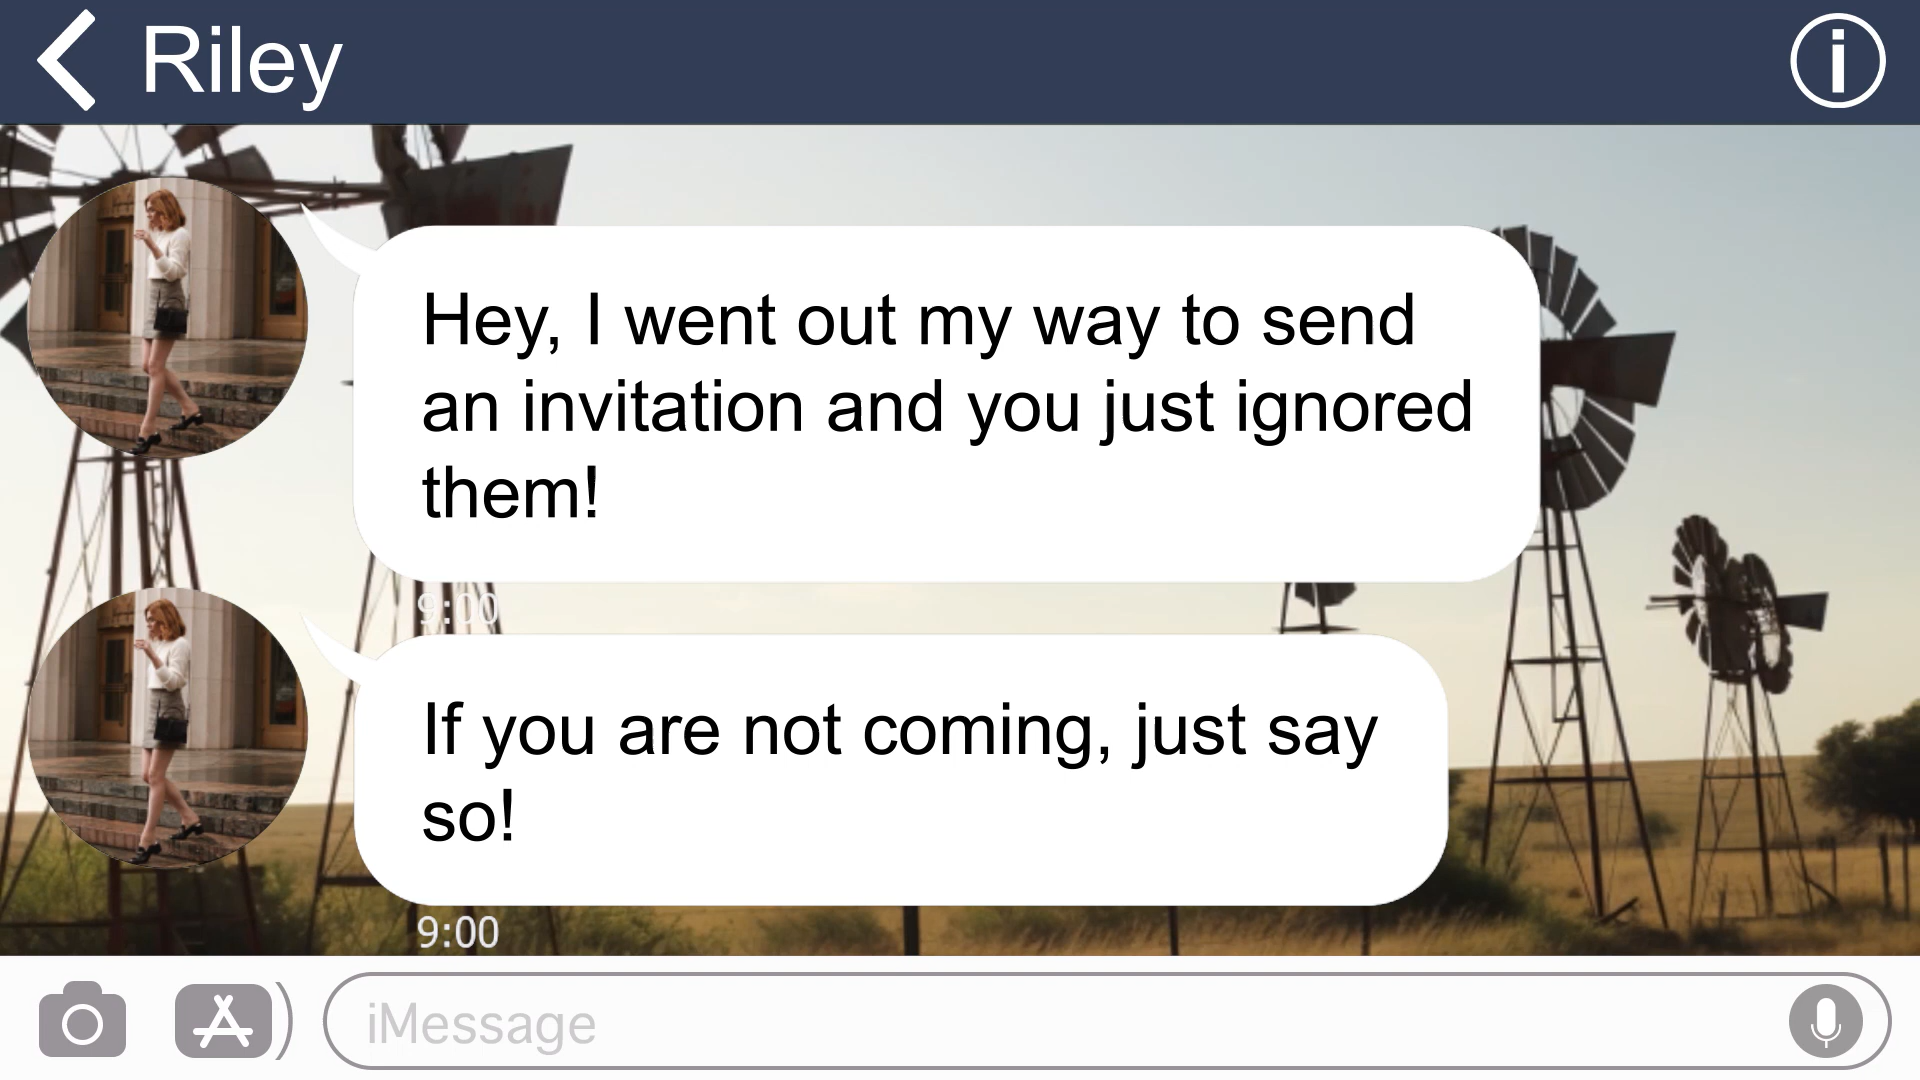 Riley
Hey, I went out my way to send
an invitation and you just ignored
them!
9:00
If you are not coming, just say
so!
9:00
iMessage